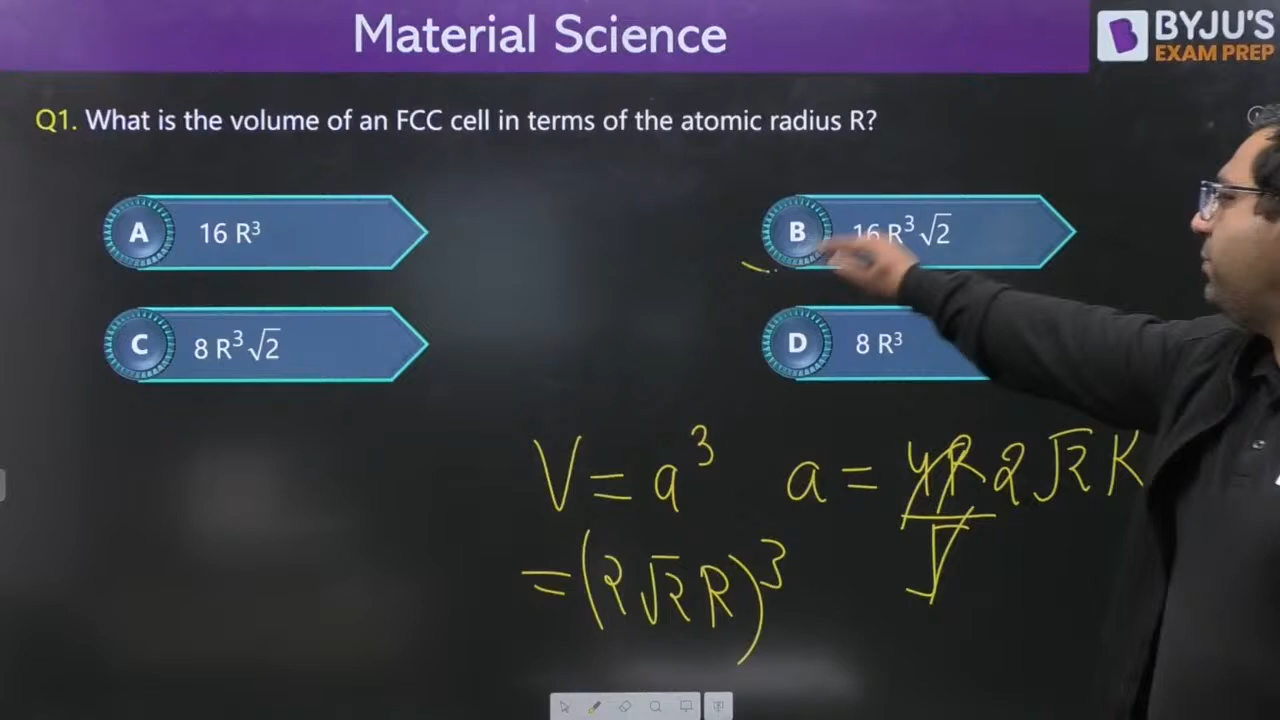 Material Science
BYJU'S
EXAM PREP
Q1. What is the volume of an FCC cell in terms of the atomic radius R?
A 16 R³
B 16 R³√2
C 8 R³√2
D 8 R³
V = a³ a = 4R 2√2 R
√
= (2√2 R)³